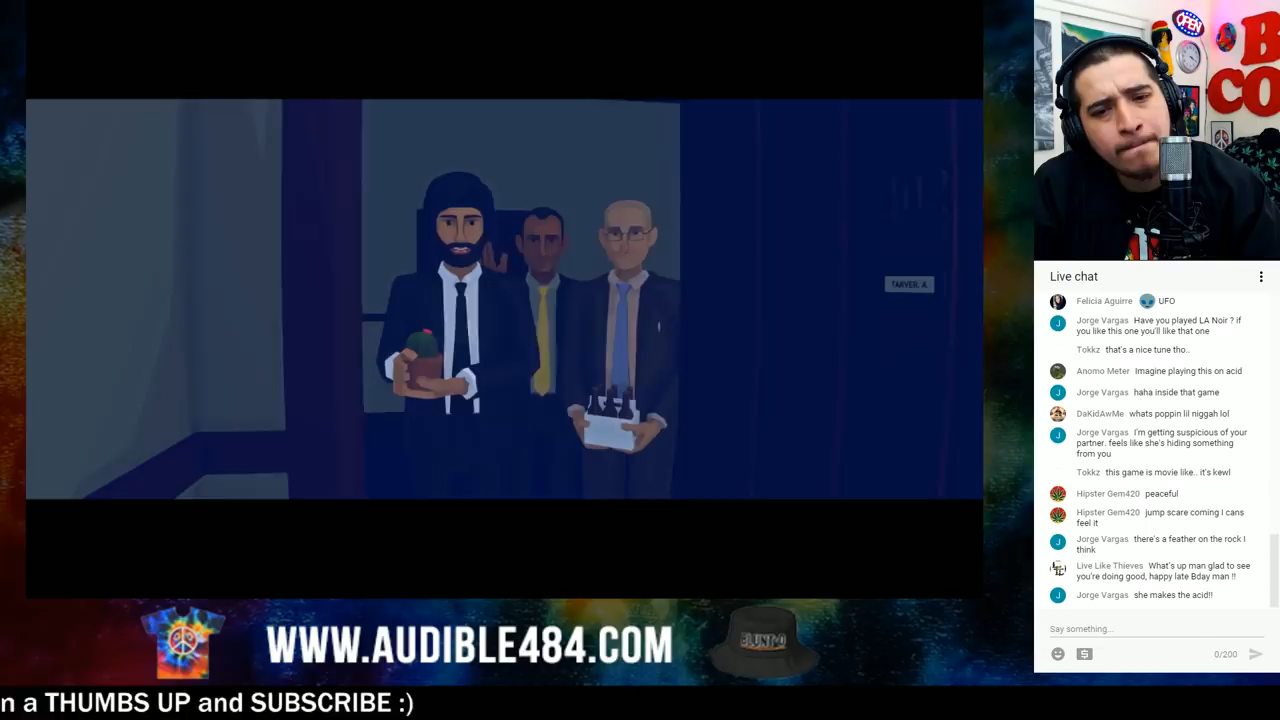 OPEN
B
CO
112
TARVER. A.
Live chat
Felicia Aguirre UFO
Jorge Vargas Have you played LA Noir ? if
you like this one you'll like that one
Tokkz that's a nice tune tho..
Anomo Meter Imagine playing this on acid
Jorge Vargas haha inside that game
DaKidAwMe whats poppin lil niggah lol
Jorge Vargas I'm getting suspicious of your
partner. feels like she's hiding something
from you
Tokkz this game is movie like.. it's kewl
Hipster Gem420 peaceful
Hipster Gem420 jump scare coming I cans
feel it
Jorge Vargas there's a feather on the rock I
think
Live Like Thieves What's up man glad to see
you're doing good, happy late Bday man !!
Jorge Vargas she makes the acid!!
Say something...
0/200
WWW.AUDIBLE484.COM
n a THUMBS UP and SUBSCRIBE :)